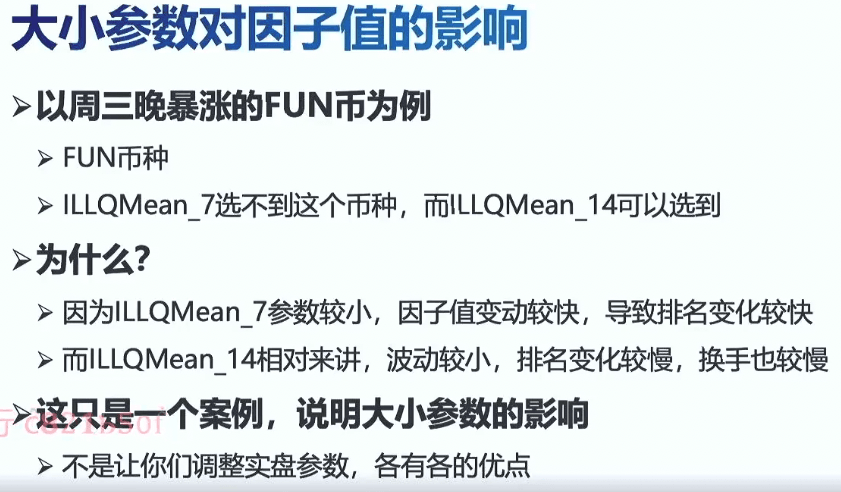 大小参数对因子值的影响
以周三晚暴涨的FUN币为例
FUN币种
ILLQMean_7选不到这个币种，而ILLQMean_14可以选到
为什么?
因为ILLQMean_7参数较小，因子值变动较快，导致排名变化较快
而ILLQMean_14相对来讲，波动较小，排名变化较慢，换手也较慢
这只是一个案例，说明大小参数的影响
不是让你们调整实盘参数，各有各的优点